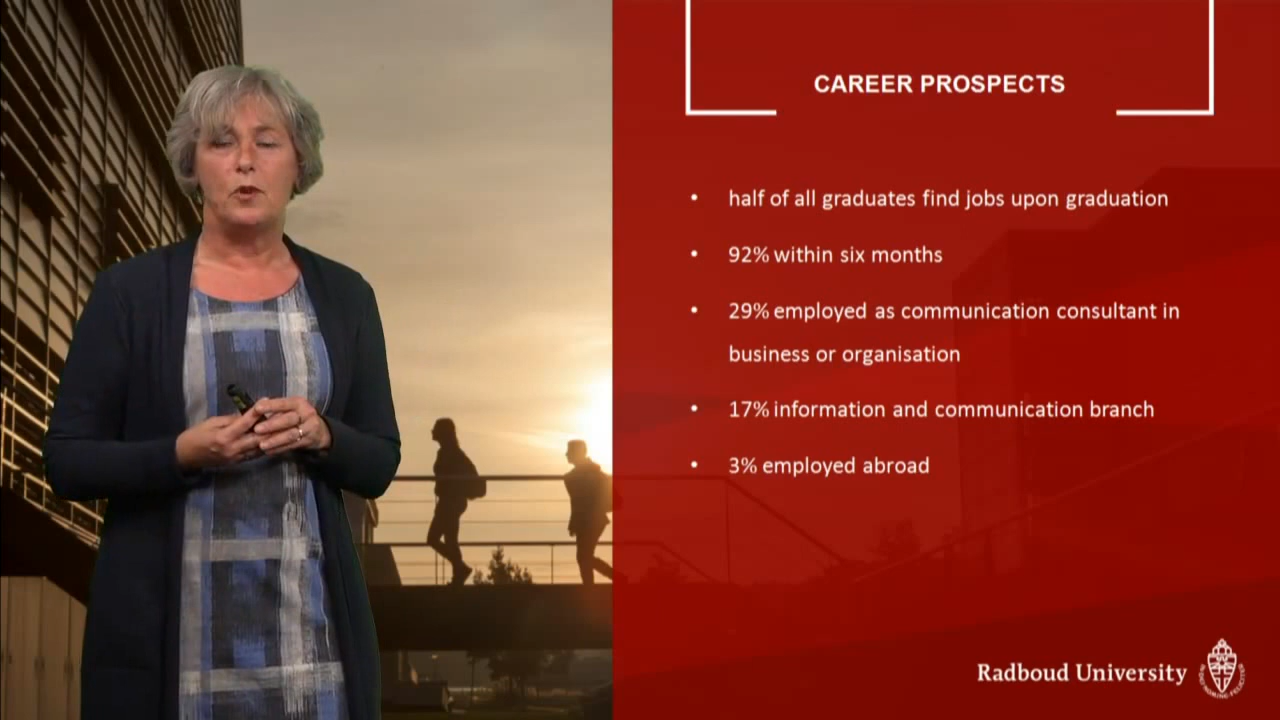 CAREER PROSPECTS
• half of all graduates find jobs upon graduation
• 92% within six months
• 29% employed as communication consultant in
business or organisation
• 17% information and communication branch
• 3% employed abroad
Radboud University